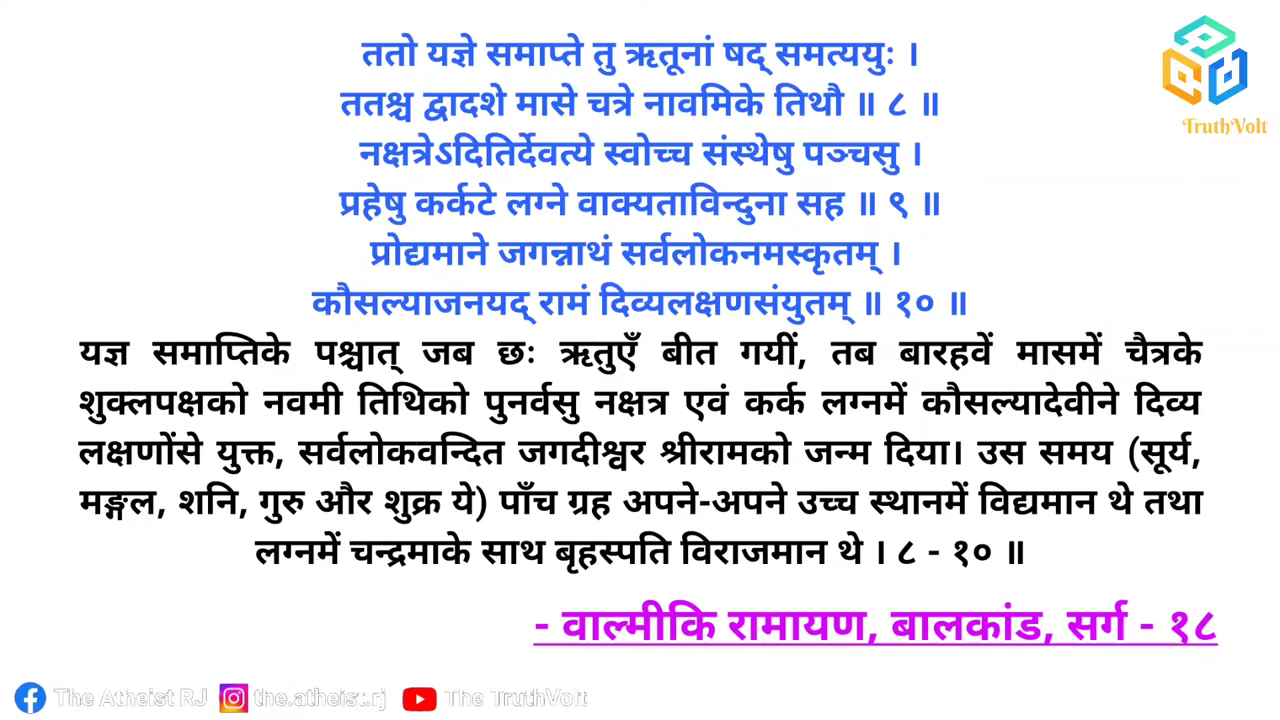 ततो यज्ञे समाप्ते तु ऋतूनां षद् समत्ययुः ।
ततश्च द्वादशे मासे चत्रे नावमिके तिथौ ॥ ८ ॥
नक्षत्रेऽदितिर्देवत्ये स्वोच्च संस्थेषु पञ्चसु ।
प्रहेषु कर्कटे लग्ने वाक्यताविन्दुना सह ॥ ९ ॥
प्रोद्यमाने जगन्नाथं सर्वलोकनमस्कृतम् ।
कौसल्याजनयद् रामं दिव्यलक्षणसंयुतम् ॥ १० ॥
यज्ञ समाप्तिके पश्चात् जब छः ऋतुएँ बीत गयीं, तब बारहवें मासमें चैत्रके
शुक्लपक्षको नवमी तिथिको पुनर्वसु नक्षत्र एवं कर्क लग्नमें कौसल्यादेवीने दिव्य
लक्षणोंसे युक्त, सर्वलोकवन्दित जगदीश्वर श्रीरामको जन्म दिया। उस समय (सूर्य,
मङ्गल, शनि, गुरु और शुक्र ये) पाँच ग्रह अपने-अपने उच्च स्थानमें विद्यमान थे तथा
लग्नमें चन्द्रमाके साथ बृहस्पति विराजमान थे । ८ - १० ॥
- वाल्मीकि रामायण, बालकांड, सर्ग - १८
TruthVolt
The Atheist RJ the.atheist.rj The TruthVolt